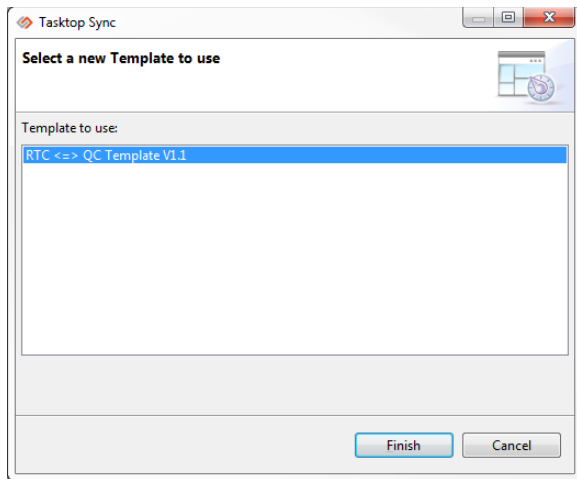 Tasktop Sync
Select a new Template to use
Template to use:
RTC <=> QC Template V1.1
Finish
Cancel